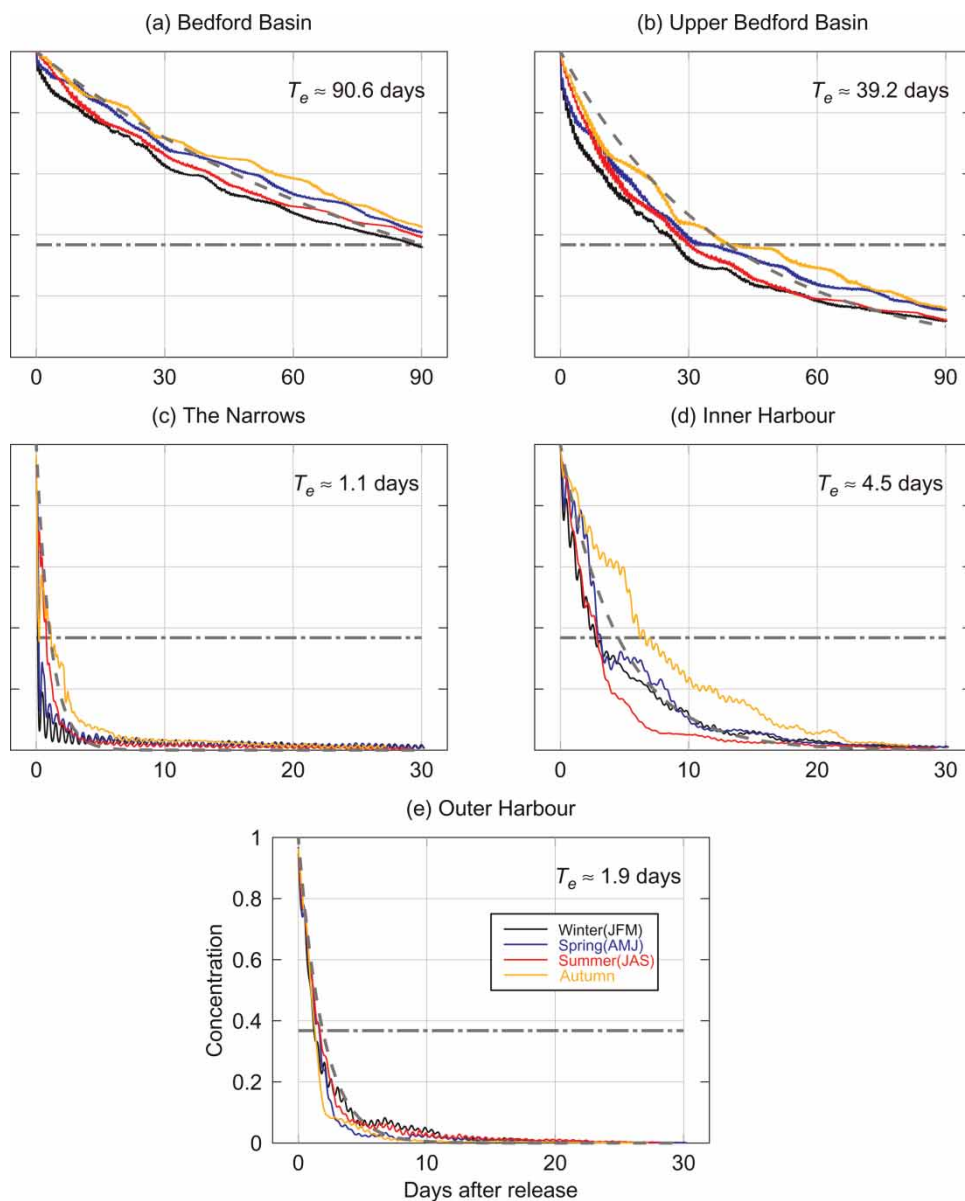 (a) Bedford Basin
(b) Upper Bedford Basin
Te ≈ 90.6 days
Te ≈ 39.2 days
0 30 60 90
0 30 60 90
(c) The Narrows
(d) Inner Harbour
Te ≈ 1.1 days
Te ≈ 4.5 days
0 10 20 30
0 10 20 30
(e) Outer Harbour
1
0.8
0.6
0.4
0.2
0
Concentration
Te ≈ 1.9 days
Winter(JFM)
Spring(AMJ)
Summer(JAS)
Autumn
0 10 20 30
Days after release